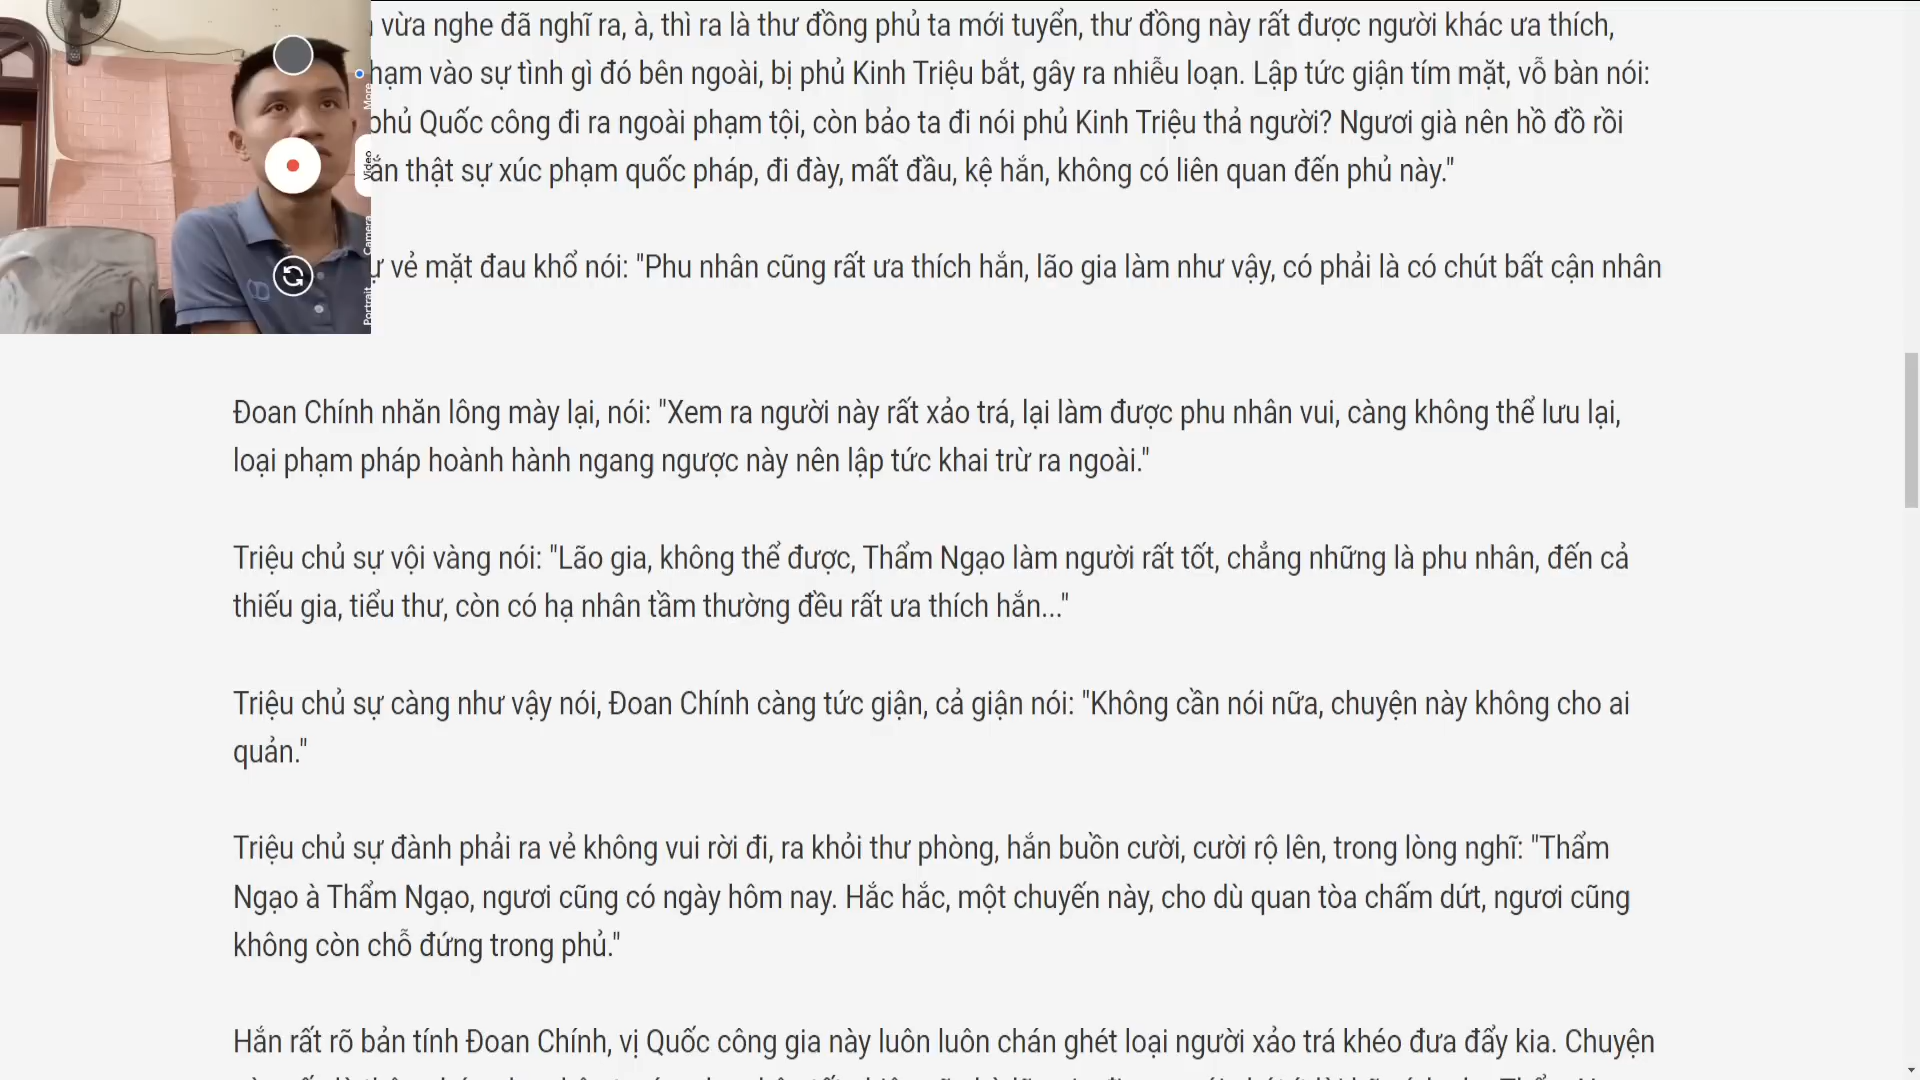 vừa nghe đã nghĩ ra, à, thì ra là thư đồng phủ ta mới tuyển, thư đồng này rất được người khác ưa thích,
vào sự tình gì đó bên ngoài, bị phủ Kinh Triệu bắt, gây ra nhiễu loạn. Lập tức giận tím mặt, vỗ bàn nói:
phủ Quốc công đi ra ngoài phạm tội, còn bảo ta đi nói phủ Kinh Triệu thả người? Ngươi già nên hồ đồ rồi
thật sự xúc phạm quốc pháp, đi đày, mất đầu, kệ hắn, không có liên quan đến phủ này."
vẻ mặt đau khổ nói: "Phu nhân cũng rất ưa thích hắn, lão gia làm như vậy, có phải là có chút bất cận nhân
More
Video
Camera
Portrait
Đoan Chính nhăn lông mày lại, nói: "Xem ra người này rất xảo trá, lại làm được phu nhân vui, càng không thể lưu lại,
loại phạm pháp hoành hành ngang ngược này nên lập tức khai trừ ra ngoài."
Triệu chủ sự vội vàng nói: "Lão gia, không thể được, Thẩm Ngạo làm người rất tốt, chẳng những là phu nhân, đến cả
thiếu gia, tiểu thư, còn có hạ nhân tầm thường đều rất ưa thích hắn..."
Triệu chủ sự càng như vậy nói, Đoan Chính càng tức giận, cả giận nói: "Không cần nói nữa, chuyện này không cho ai
quản."
Triệu chủ sự đành phải ra vẻ không vui rời đi, ra khỏi thư phòng, hắn buồn cười, cười rộ lên, trong lòng nghĩ: "Thẩm
Ngạo à Thẩm Ngạo, ngươi cũng có ngày hôm nay. Hắc hắc, một chuyến này, cho dù quan tòa chấm dứt, ngươi cũng
không còn chỗ đứng trong phủ."
Hắn rất rõ bản tính Đoan Chính, vị Quốc công gia này luôn luôn chán ghét loại người xảo trá khéo đưa đẩy kia. Chuyện